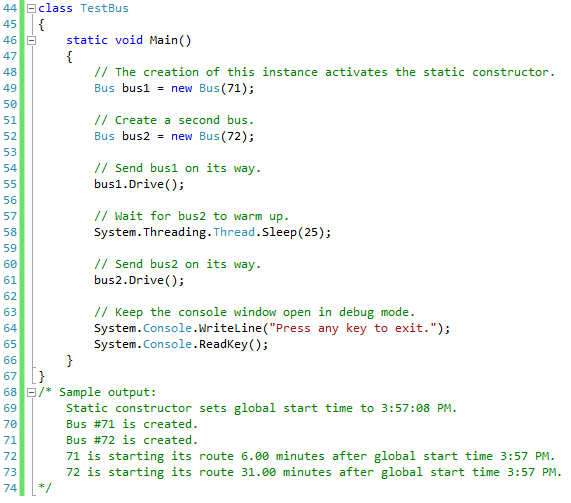 44 class TestBus
45 {
46     static void Main()
47     {
48         // The creation of this instance activates the static constructor.
49         Bus bus1 = new Bus(71);
50
51         // Create a second bus.
52         Bus bus2 = new Bus(72);
53
54         // Send bus1 on its way.
55         bus1.Drive();
56
57         // Wait for bus2 to warm up.
58         System.Threading.Thread.Sleep(25);
59
60         // Send bus2 on its way.
61         bus2.Drive();
62
63         // Keep the console window open in debug mode.
64         System.Console.WriteLine("Press any key to exit.");
65         System.Console.ReadKey();
66     }
67 }
68 /* Sample output:
69     Static constructor sets global start time to 3:57:08 PM.
70     Bus #71 is created.
71     Bus #72 is created.
72     71 is starting its route 6.00 minutes after global start time 3:57 PM.
73     72 is starting its route 31.00 minutes after global start time 3:57 PM.
74 */